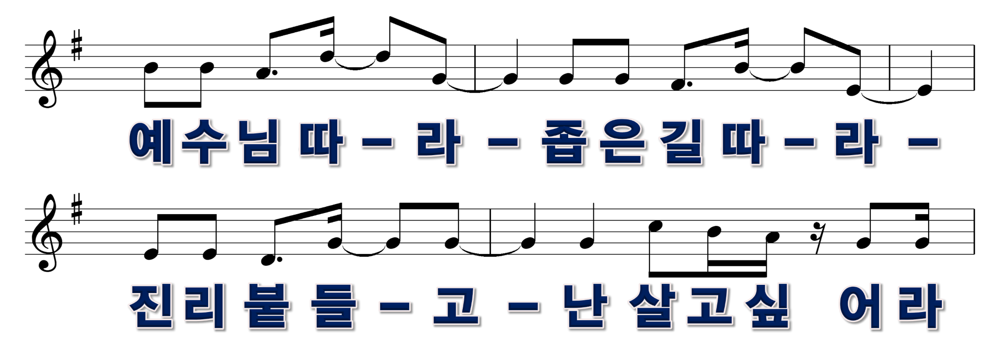 예수님 따 - 라 - 좁은길 따 - 라 -
진리 붙 들 - 고 - 난 살고싶 어 라